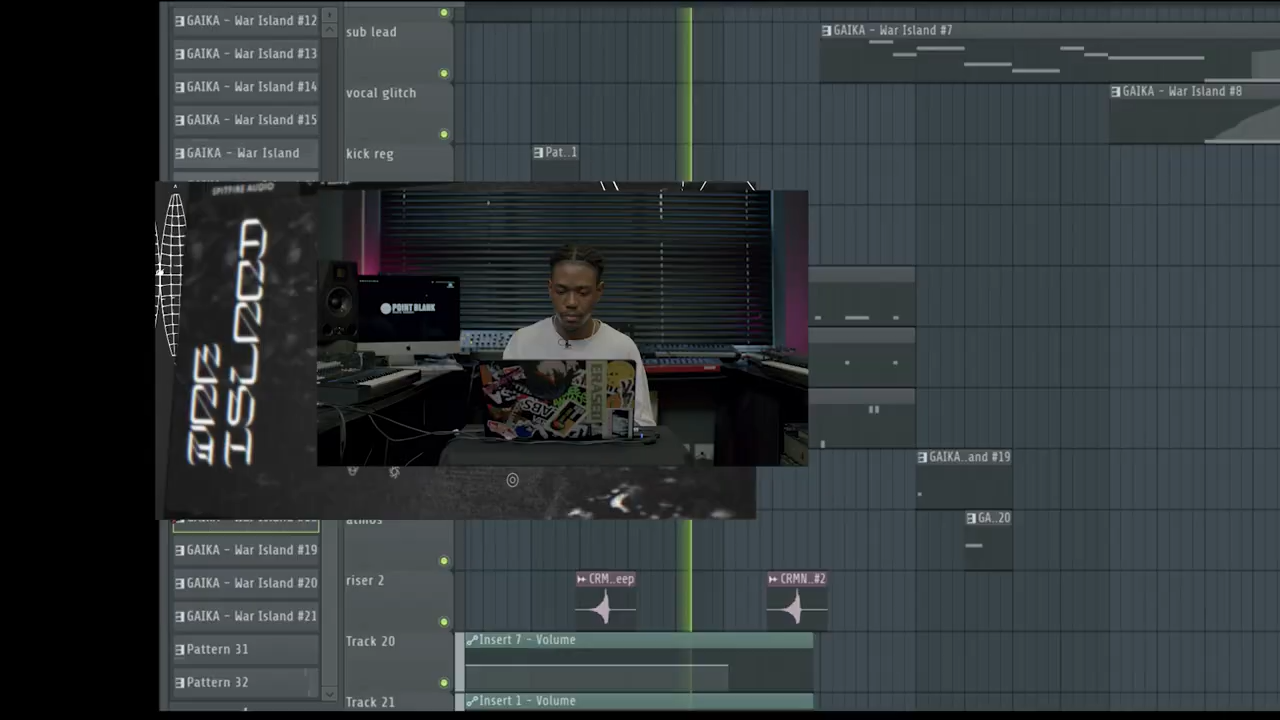 GAIKA - War Island #12
GAIKA - War Island #13
GAIKA - War Island #14
GAIKA - War Island #15
GAIKA - War Island
sub lead
vocal glitch
kick reg
GAIKA - War Island #7
GAIKA - War Island #8
Pat..1
SPITFIRE AUDIO
WAR
ISLAND
POINT BLANK
ERASED
ABS
GAIKA..and #19
GA..20
atmos
GAIKA - War Island #19
GAIKA - War Island #20
GAIKA - War Island #21
Pattern 31
Pattern 32
riser 2
CRM..eep
CRMN..#2
Track 20
Insert 7 - Volume
Track 21
Insert 1 - Volume